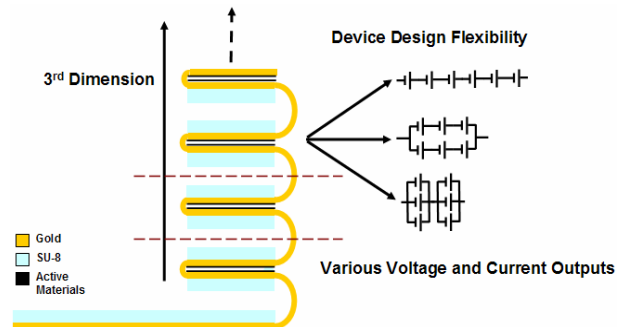 Device Design Flexibility
3rd Dimension
Gold
SU-8
Active
Materials
Various Voltage and Current Outputs